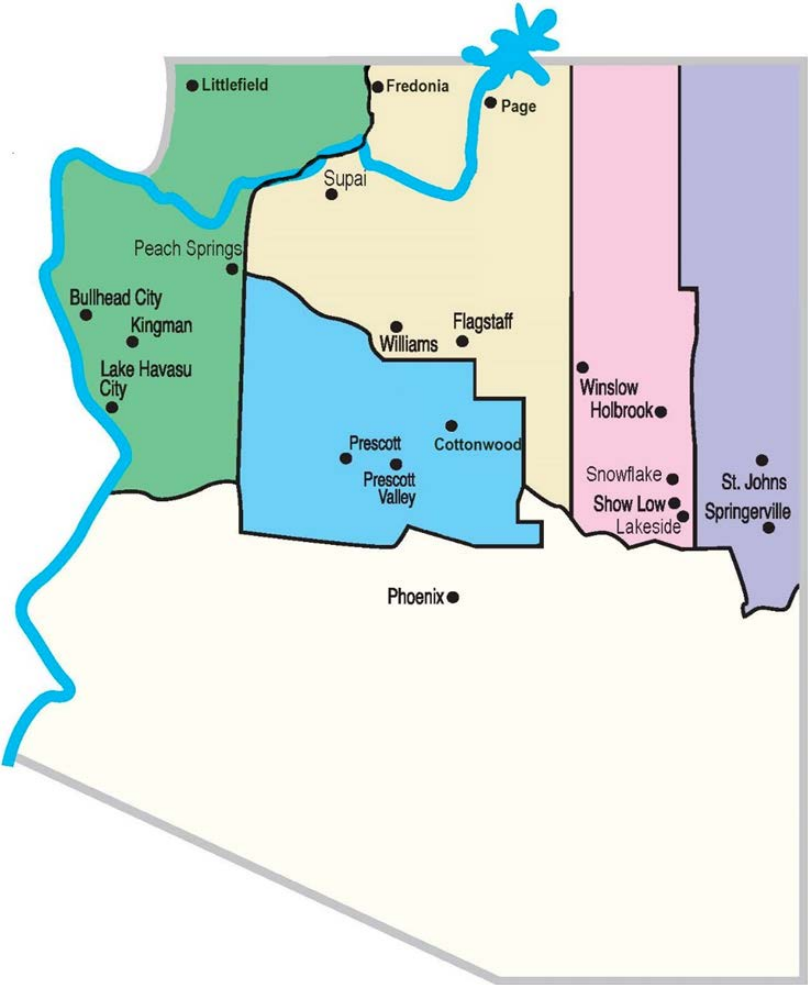 Littlefield
Fredonia
Page
Supai
Peach Springs
Bullhead City
Kingman
Lake Havasu
City
Williams
Flagstaff
Winslow
Holbrook
Prescott
Cottonwood
Prescott
Valley
Snowflake
Show Low
Lakeside
St. Johns
Springerville
Phoenix